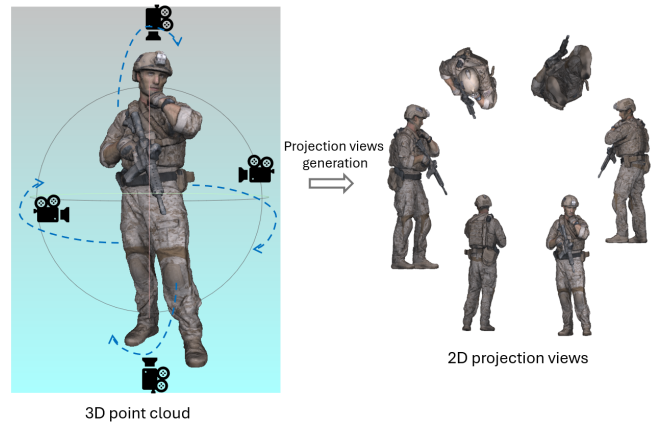 Projection views
generation
2D projection views
3D point cloud